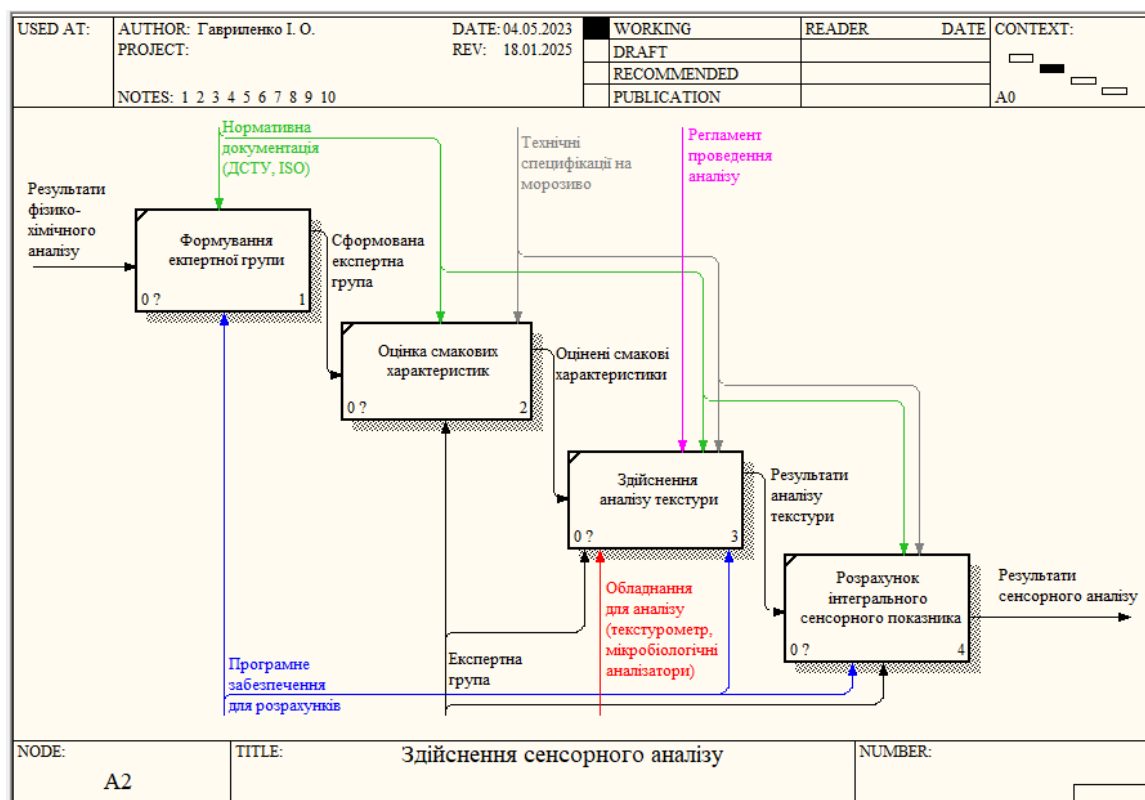 USED AT:
AUTHOR: Гавриленко І. О.
DATE: 04.05.2023
WORKING
READER
DATE
CONTEXT:
PROJECT:
REV: 18.01.2025
DRAFT
RECOMMENDED
NOTES: 1 2 3 4 5 6 7 8 9 10
PUBLICATION
A0
Нормативна
документація
(ДСТУ, ISO)
Технічні
специфікації на
морозиво
Регламент
проведення
аналізу
Результати
фізико-
хімічного
аналізу
Формування
екпертної групи
0 ?
1
Сформована
експертна
група
Оцінка смакових
характеристик
0 ?
2
Оцінені смакові
характеристики
Здійснення
аналізу текстури
0 ?
3
Результати
аналізу
текстури
Розрахунок
інтегрального
сенсорного показника
0 ?
4
Результати
сенсорного аналізу
Обладнання
для аналізу
(текстурометр,
мікробіологічні
аналізатори)
Експертна
група
Програмне
забезпечення
для розрахунків
NODE:
A2
TITLE:
Здійснення сенсорного аналізу
NUMBER: